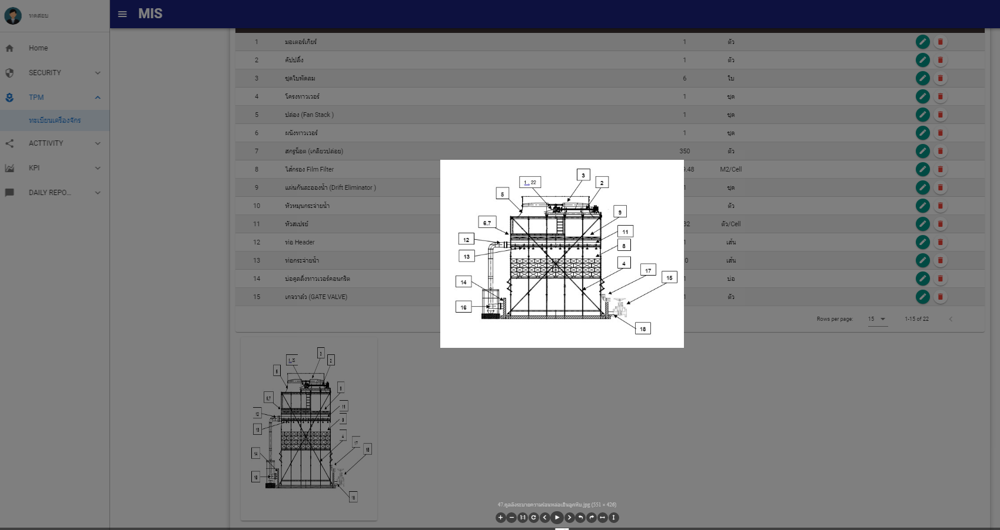 ทดสอบ
MIS
Home
SECURITY
TPM
ทะเบียนเครื่องจักร
ACTTIVITY
KPI
DAILY REPO...
1 มอเตอร์เกียร์ 1 ตัว
2 คัปปลิ้ง 1 ตัว
3 ชุดใบพัดลม 6 ใบ
4 โครงทาวเวอร์ 1 ชุด
5 ปล่อง (Fan Stack ) 1 ชุด
6 ผนังทาวเวอร์ 1 ชุด
7 สกรูน็อต (เกลียวปล่อย) 350 ตัว
8 ไส้กรอง Film Filter .48 M2/Cell
9 แผ่นกันละอองน้ำ (Drift Eliminator ) 1 ชุด
10 หัวหมุนกระจ่ายน้ำ ตัว
11 หัวสเปรย์ 32 ตัว/Cell
12 ท่อ Header 1 เส้น
13 ท่อกระจ่ายน้ำ 0 เส้น
14 บ่อคูลลิ่งทาวเวอร์คอนกรีต 1 บ่อ
15 เกจวาล์ว (GATE VALVE) 1 ตัว
Rows per page: 15 1-15 of 22
3
1,, 22
2
5
9
6,7
11
12
8
13
4
17
15
14
16
18
3
2
5
11
12
8
13
4
17
15
14
16
18
47.คูลลิ่งระบายความร้อนหล่อเย็นลูกหีบ.jpg (551 × 426)
1:1